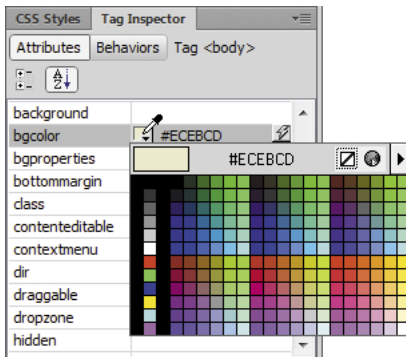 CSS Styles Tag Inspector
Attributes Behaviors Tag <body>
A
Z
background
bgcolor #ECEBCD
bgproperties #ECEBCD
bottommargin
class
contenteditable
contextmenu
dir
draggable
dropzone
hidden